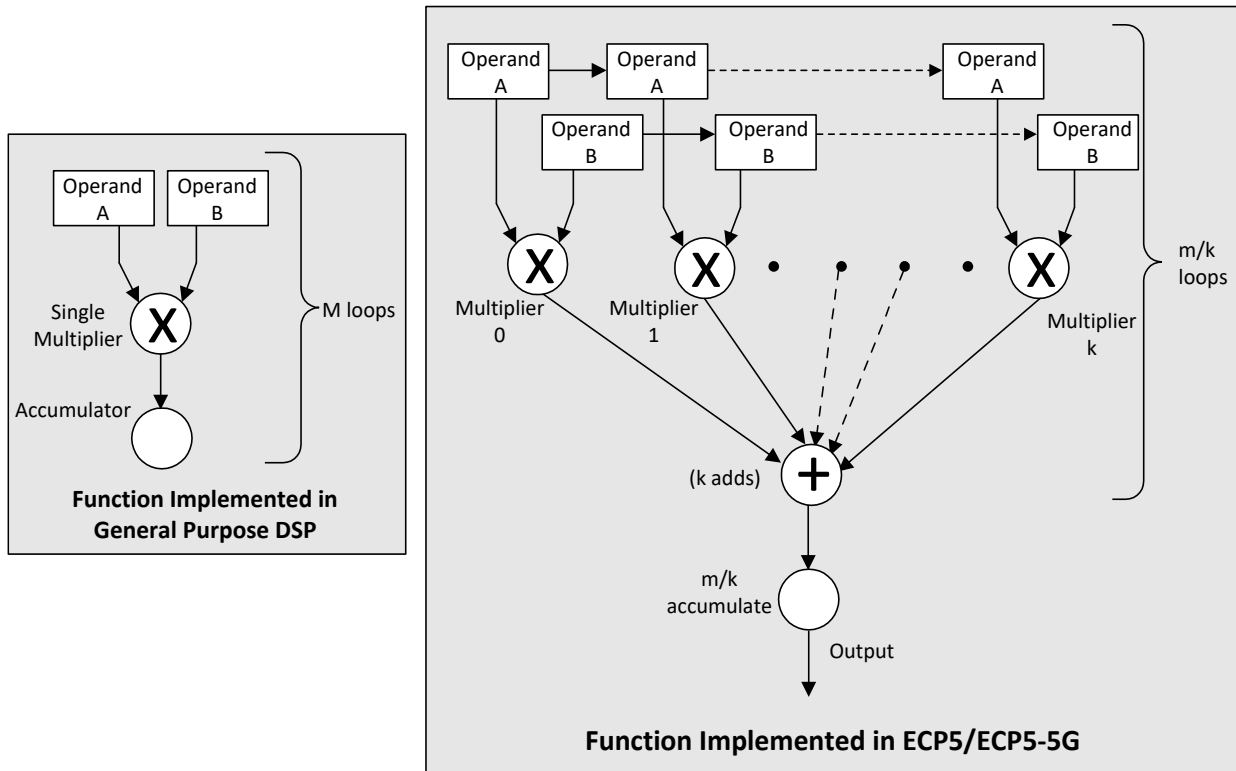 Operand
A
Operand
B
Single
Multiplier
X
M loops
Accumulator
Function Implemented in
General Purpose DSP
Operand
A
Operand
A
Operand
A
Operand
B
Operand
B
Operand
B
X
X
X
m/k
loops
Multiplier
0
Multiplier
1
Multiplier
k
(k adds)
+
m/k
accumulate
Output
Function Implemented in ECP5/ECP5-5G